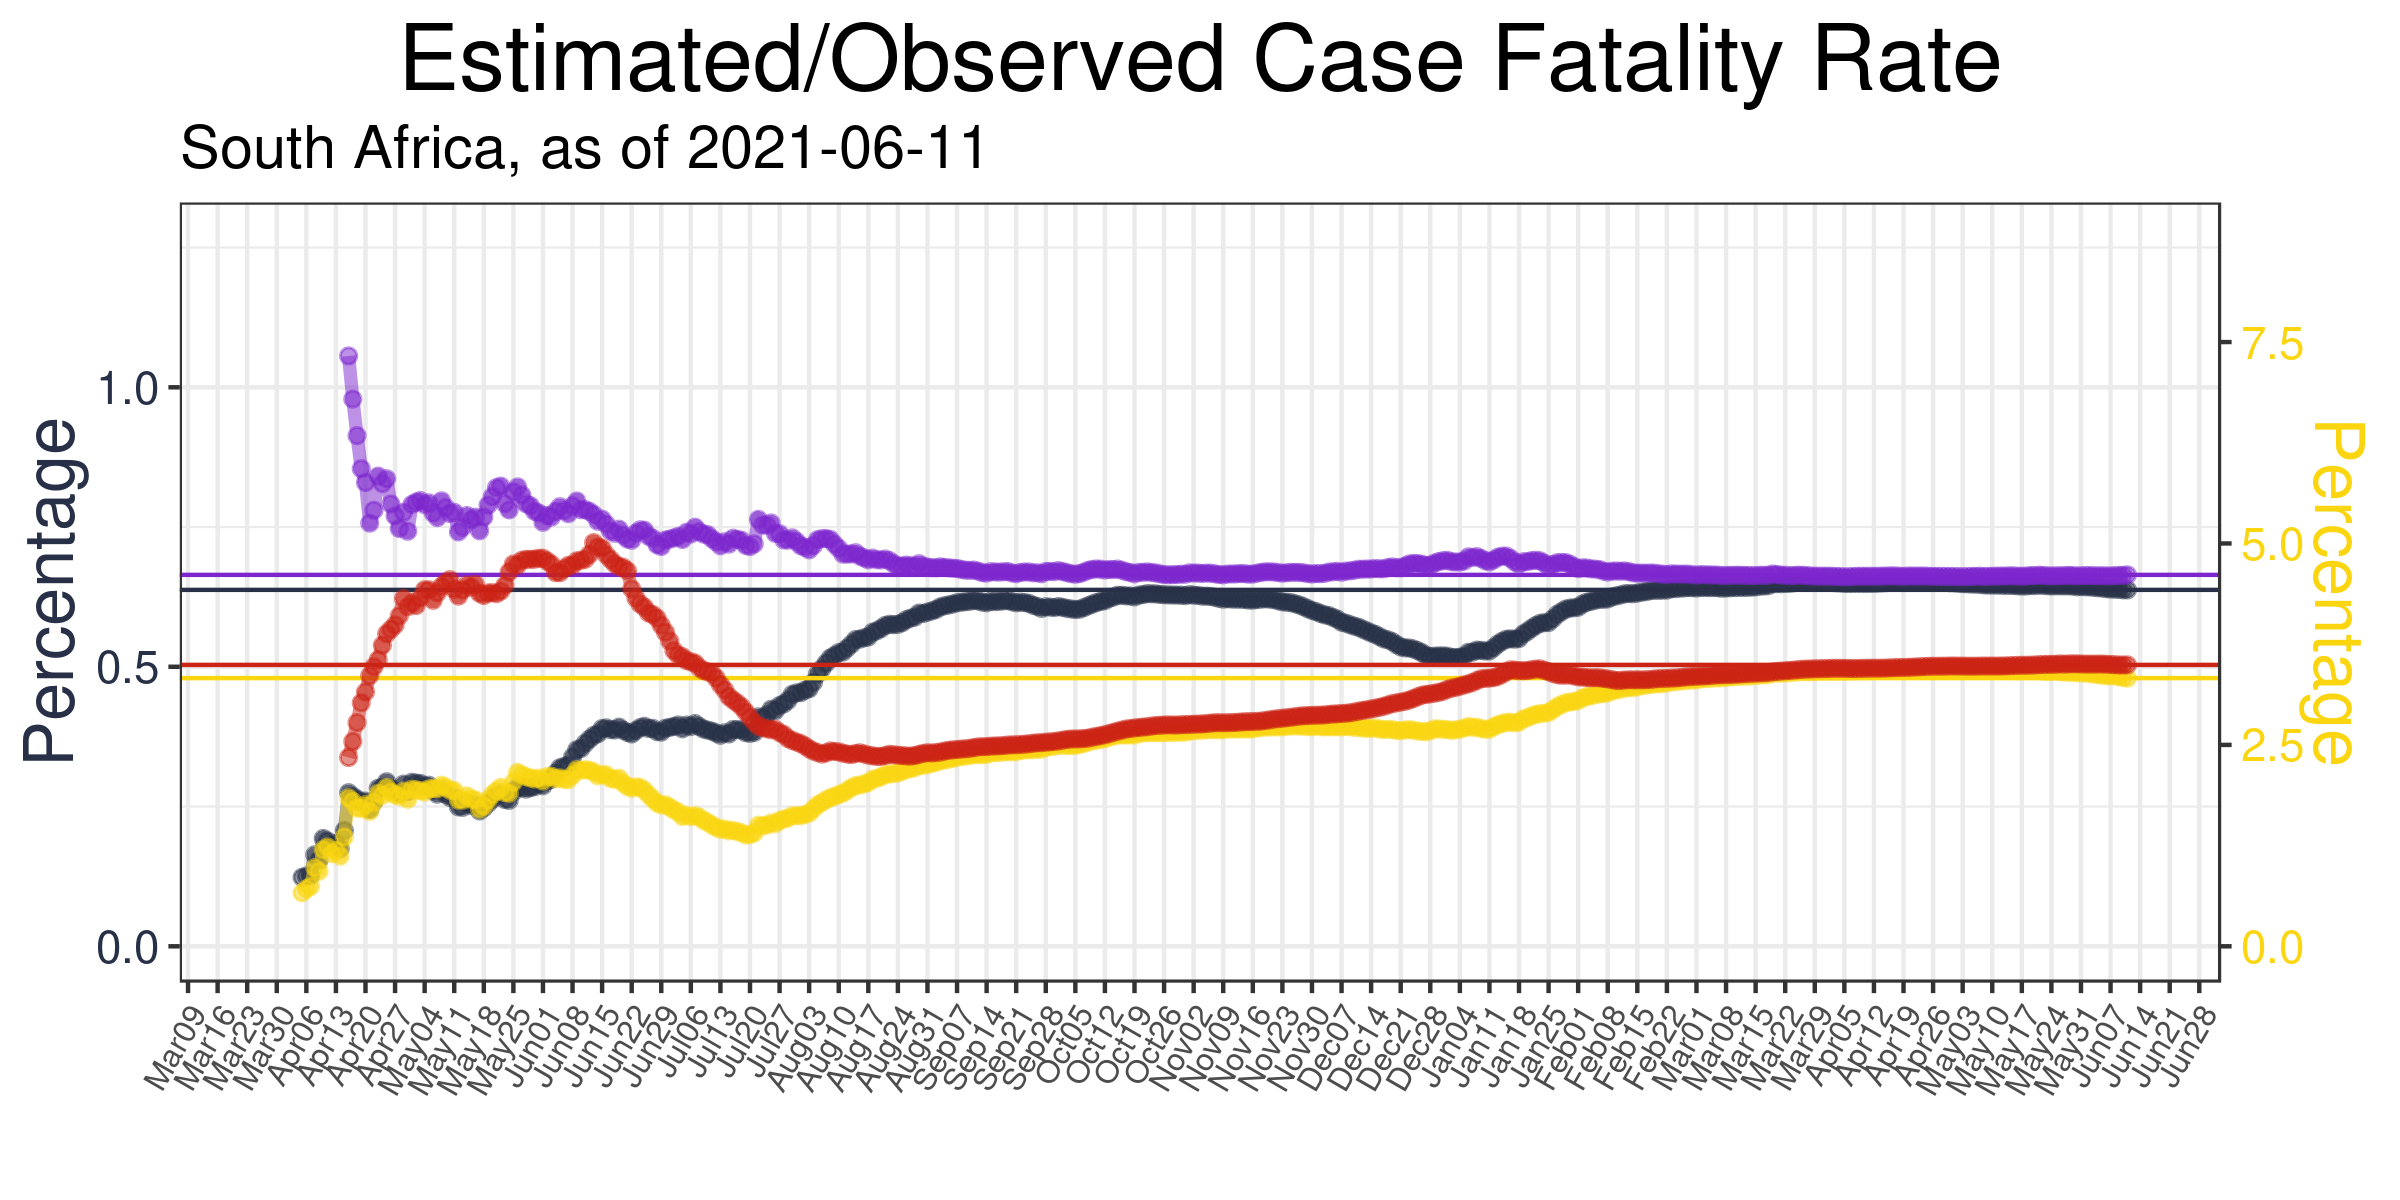 Estimated/Observed Case Fatality Rate
South Africa, as of 2021-06-11
Percentage
1.0
0.5
0.0
7.5
5.0
2.5
0.0
Percentage
Mar09 Mar16 Mar23 Mar30 Apr06 Apr13 Apr20 Apr27 May04 May11 May18 May25 Jun01 Jun08 Jun15 Jun22 Jun29 Jul06 Jul13 Jul20 Jul27 Aug03 Aug10 Aug17 Aug24 Aug31 Sep07 Sep14 Sep21 Sep28 Oct05 Oct12 Oct19 Oct26 Nov02 Nov09 Nov16 Nov23 Nov30 Dec07 Dec14 Dec21 Dec28 Jan04 Jan11 Jan18 Jan25 Feb01 Feb08 Feb15 Feb22 Mar01 Mar08 Mar15 Mar22 Mar29 Apr05 Apr12 Apr19 Apr26 May03 May10 May17 May24 May31 Jun07 Jun14 Jun21 Jun28